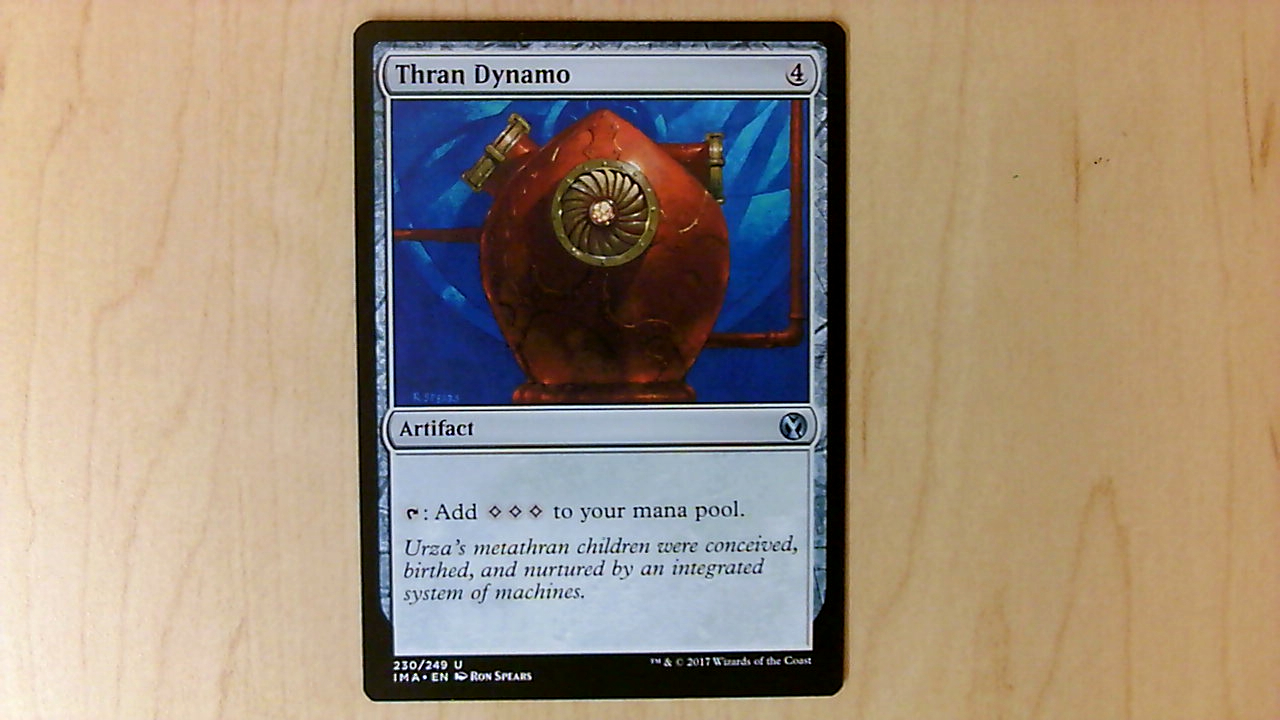 Thran Dynamo 4
R. Spears
Artifact
: Add to your mana pool.
Urza's metathran children were conceived,
birthed, and nurtured by an integrated
system of machines.
230/249 U
IMA • EN Ron Spears
™ & © 2017 Wizards of the Coast